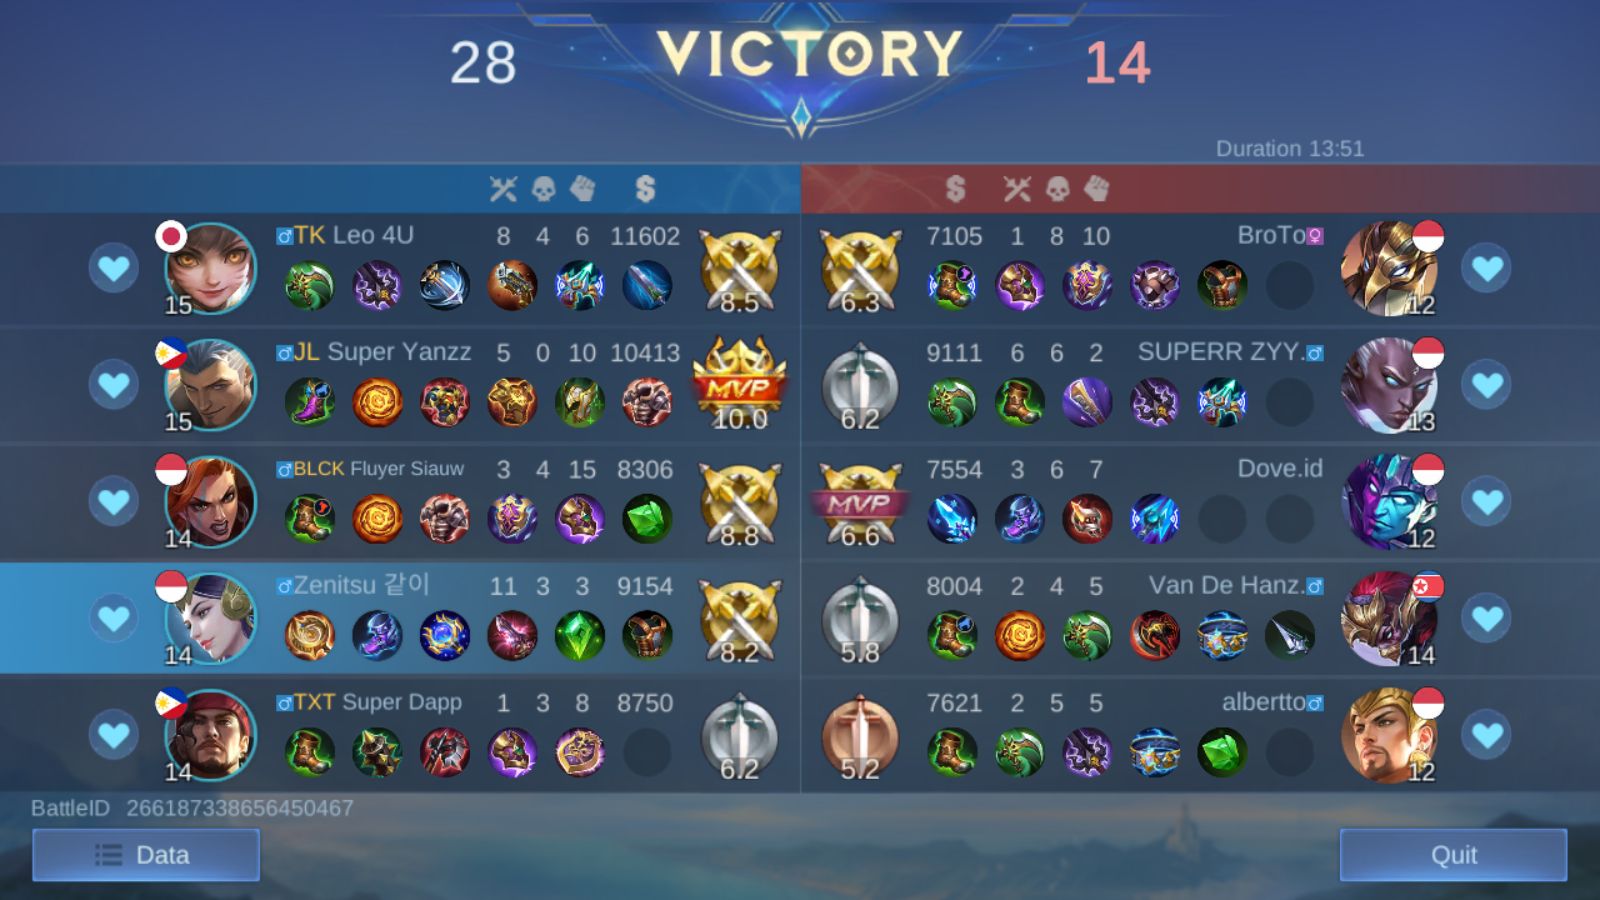 28 VICTORY 14
Duration 13:51
TK Leo 4U 8 4 6 11602 8.5 15
6.3 7105 1 8 10 BroTo 12
JL Super Yanzz 5 0 10 10413 MVP 10.0 15
6.2 9111 6 6 2 SUPERR ZYY. 13
BLCK Fluyer Siauw 3 4 15 8306 8.8 14
MVP 6.6 7554 3 6 7 Dove.id 12
Zenitsu 같이 11 3 3 9154 8.2 14
5.8 8004 2 4 5 Van De Hanz. 14
TXT Super Dapp 1 3 8 8750 6.2 14
5.2 7621 2 5 5 albertto 12
BattleID 266187338656450467
Data
Quit